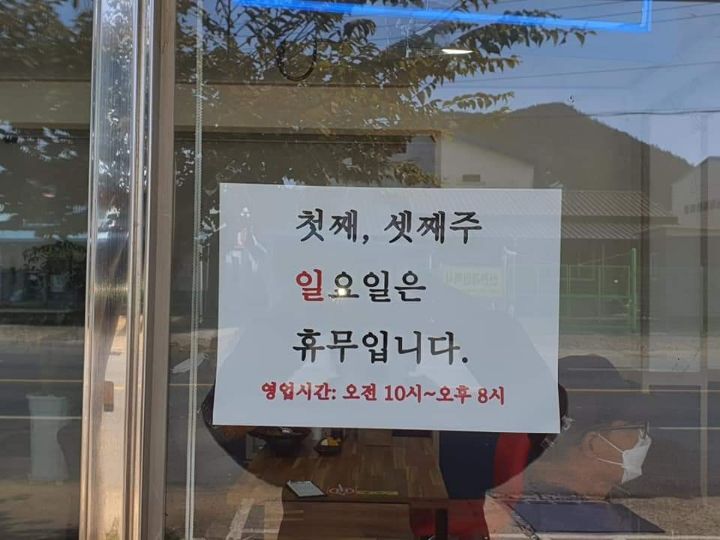 첫째, 셋째주
일요일은
휴무입니다.
영업시간: 오전 10시~오후 8시